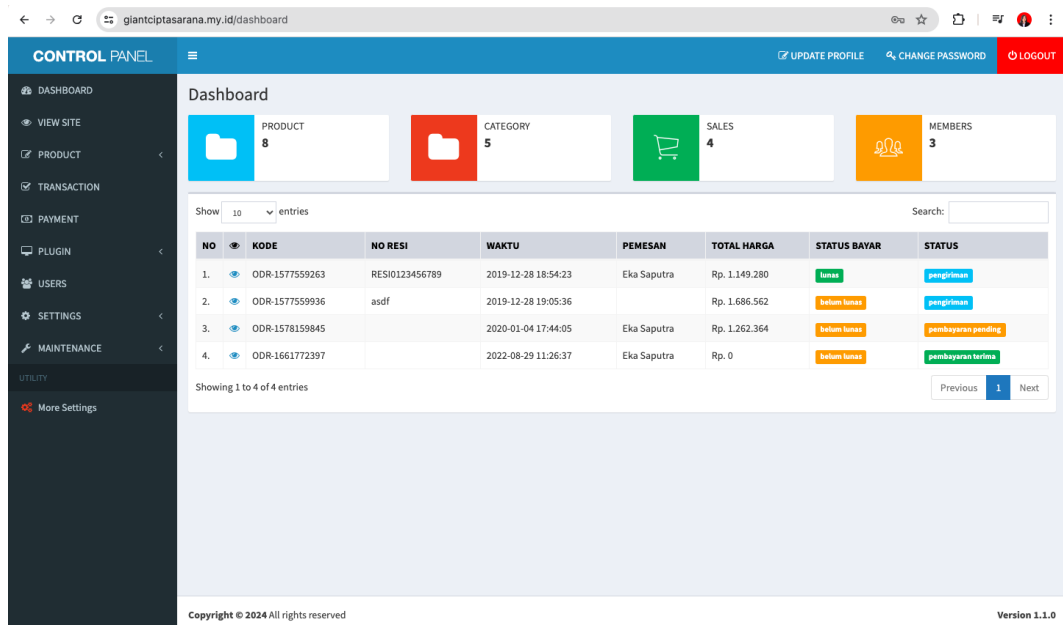 giantciptasarana.my.id/dashboard
CONTROL PANEL
UPDATE PROFILE
CHANGE PASSWORD
LOGOUT
DASHBOARD
VIEW SITE
PRODUCT
TRANSACTION
PAYMENT
PLUGIN
USERS
SETTINGS
MAINTENANCE
UTILITY
More Settings
Dashboard
PRODUCT
8
CATEGORY
5
SALES
4
MEMBERS
3
Show 10 entries
Search:
NO KODE NO RESI WAKTU PEMESAN TOTAL HARGA STATUS BAYAR STATUS
1. ODR-1577559263 RESI0123456789 2019-12-28 18:54:23 Eka Saputra Rp. 1.149.280 lunas pengiriman
2. ODR-1577559936 asdf 2019-12-28 19:05:36 Rp. 1.686.562 belum lunas pengiriman
3. ODR-1578159845 2020-01-04 17:44:05 Eka Saputra Rp. 1.262.364 belum lunas pembayaran pending
4. ODR-1661772397 2022-08-29 11:26:37 Eka Saputra Rp. 0 belum lunas pembayaran terima
Showing 1 to 4 of 4 entries
Previous 1 Next
Copyright © 2024 All rights reserved
Version 1.1.0